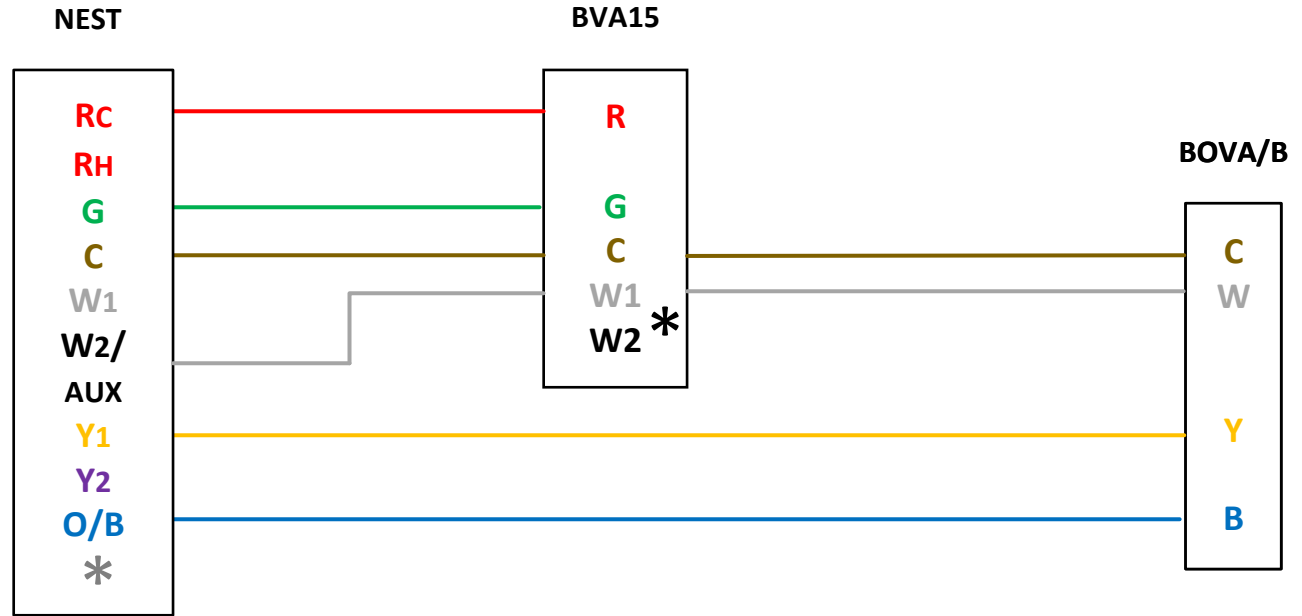 NEST
RC
RH
G
C
W1
W2/
AUX
Y1
Y2
O/B
*
BVA15
R
G
C
W1
W2 *
BOVA/B
C
W
Y
B